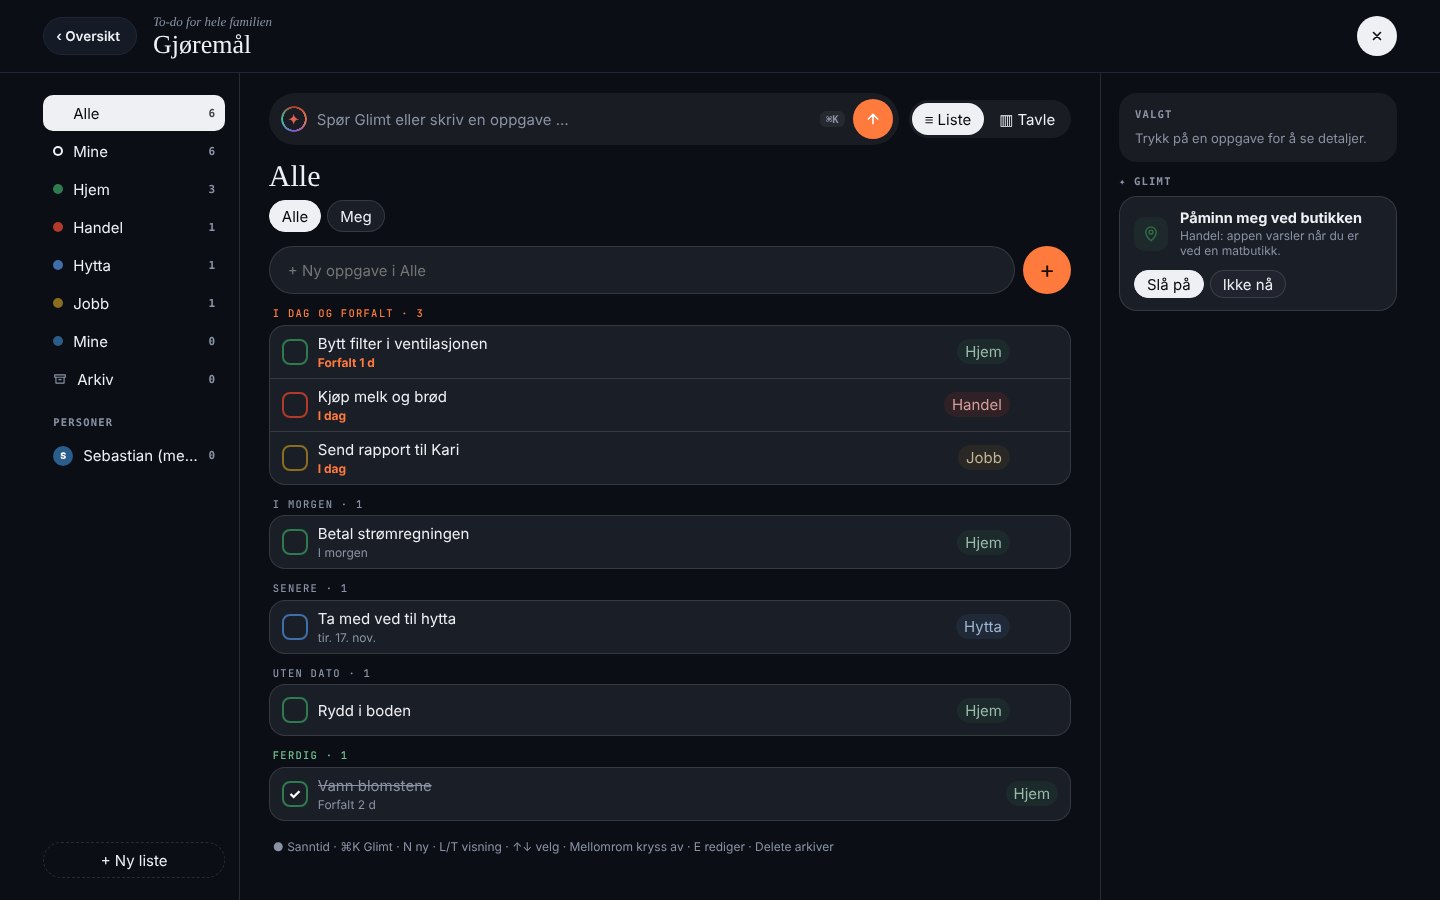 ‹ Oversikt
To-do for hele familien
Gjøremål
Alle 6
Mine 6
Hjem 3
Handel 1
Hytta 1
Jobb 1
Mine 0
Arkiv 0
PERSONER
S Sebastian (me... 0
+ Ny liste
Spør Glimt eller skriv en oppgave ...
⌘K
≡ Liste
▥ Tavle
Alle
Alle
Meg
+ Ny oppgave i Alle
+
I DAG OG FORFALT · 3
Bytt filter i ventilasjonen
Forfalt 1 d
Hjem
Kjøp melk og brød
I dag
Handel
Send rapport til Kari
I dag
Jobb
I MORGEN · 1
Betal strømregningen
I morgen
Hjem
SENERE · 1
Ta med ved til hytta
tir. 17. nov.
Hytta
UTEN DATO · 1
Rydd i boden
Hjem
FERDIG · 1
Vann blomstene
Forfalt 2 d
Hjem
● Sanntid · ⌘K Glimt · N ny · L/T visning · ↑↓ velg · Mellomrom kryss av · E rediger · Delete arkiver
VALGT
Trykk på en oppgave for å se detaljer.
✦ GLIMT
Påminn meg ved butikken
Handel: appen varsler når du er
ved en matbutikk.
Slå på
Ikke nå